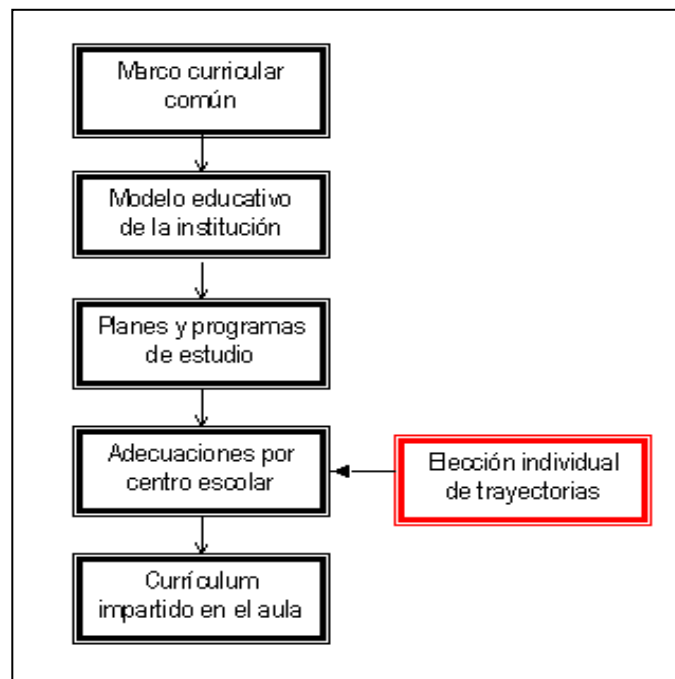 Marco curricular
común
Modelo educativo
de la institución
Planes y programas
de estudio
Adecuaciones por
centro escolar
Elección individual
de trayectorias
Currículum
impartido en el aula